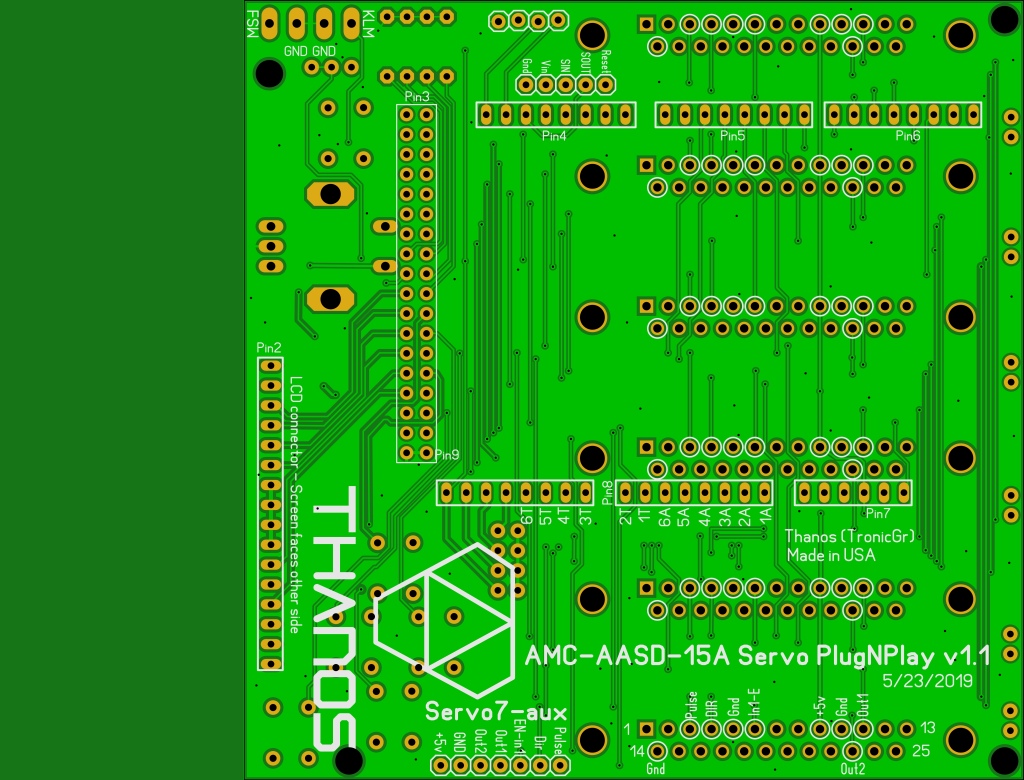 FSW
KLM
GND GND
Gnd
Vin
SIN
SOUT
Reset
Pin3
Pin4
Pin5
Pin6
Pin2
LCD connector - Screen faces other side
Pin9
Pin8
Pin7
6T
5T
4T
3T
2T
1T
6A
5A
4A
3A
2A
1A
Thanos (TronicGr)
Made in USA
THANOS
AMC-AASD-15A Servo PlugNPlay v1.1
5/23/2019
Servo7-aux
+5v
GND
Out2
Out1
EN-In1
Dir
Pulse
Pulse
DIR
Gnd
In1-E
+5v
Gnd
Out1
1
13
14
25
Gnd
Out2